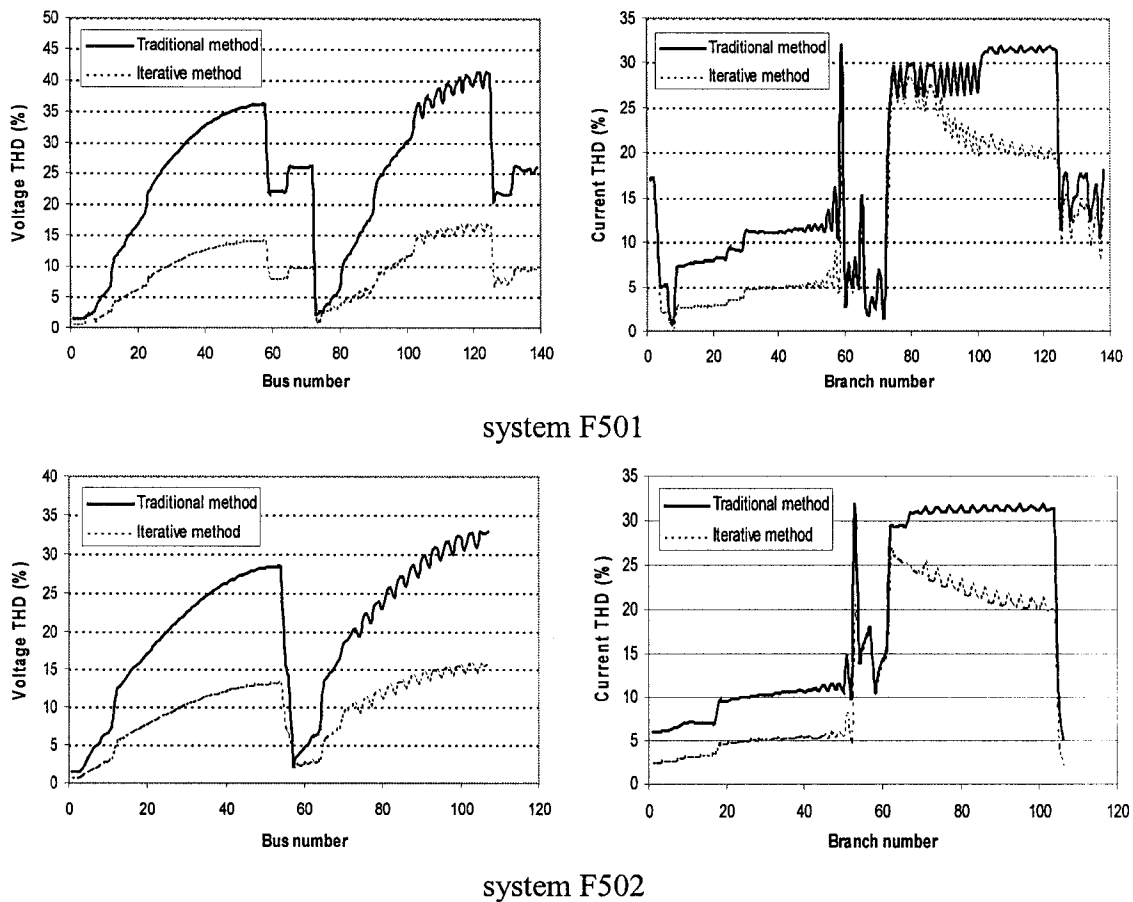 50
45
40
35
30
25
20
15
10
5
0
Voltage THD (%)
Traditional method
Iterative method
0 20 40 60 80 100 120 140
Bus number
35
30
25
20
15
10
5
0
Current THD (%)
Traditional method
Iterative method
0 20 40 60 80 100 120 140
Branch number
system F501
40
35
30
25
20
15
10
5
0
Voltage THD (%)
Traditional method
Iterative method
0 20 40 60 80 100 120
Bus number
35
30
25
20
15
10
5
0
Current THD (%)
Traditional method
Iterative method
0 20 40 60 80 100 120
Branch number
system F502